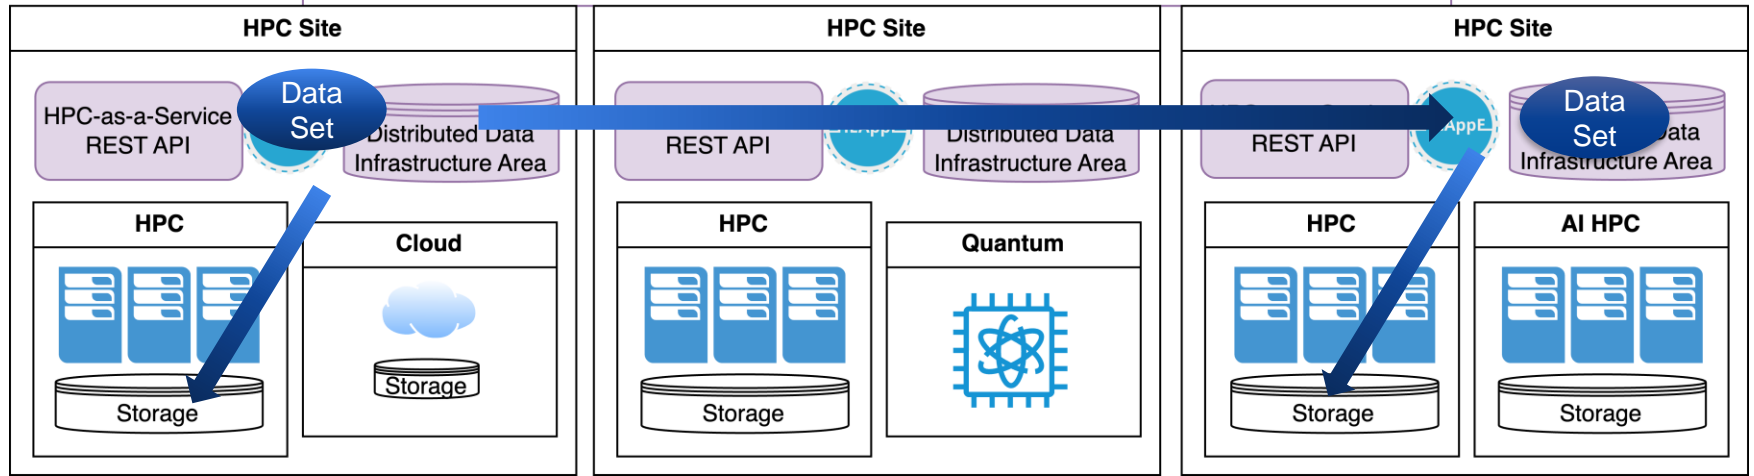 HPC Site
HPC-as-a-Service
REST API
Data
Set
Distributed Data
Infrastructure Area
HPC
Storage
Cloud
Storage
HPC Site
REST API
Distributed Data
Infrastructure Area
HPC
Storage
Quantum
HPC Site
REST API
AppE
Data
Set
Data
Infrastructure Area
HPC
Storage
AI HPC
Storage